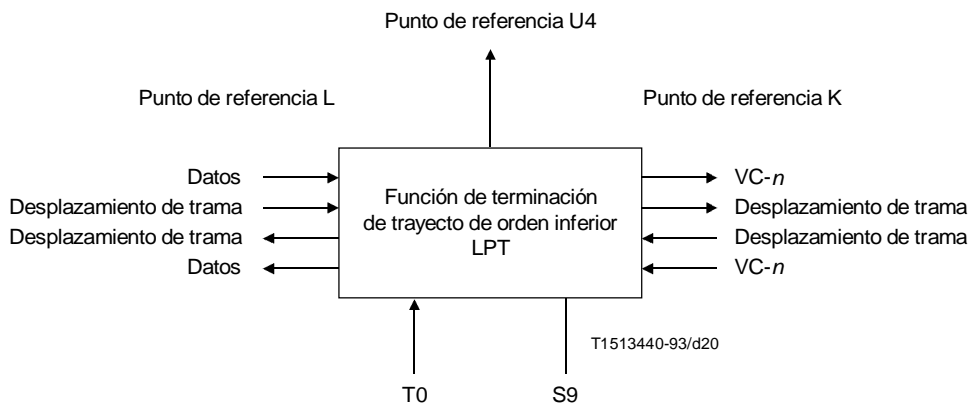 Punto de referencia U4
Punto de referencia L
Punto de referencia K
Datos
Desplazamiento de trama
Desplazamiento de trama
Datos
Función de terminación
de trayecto de orden inferior
LPT
VC-n
Desplazamiento de trama
Desplazamiento de trama
VC-n
T1513440-93/d20
T0
S9